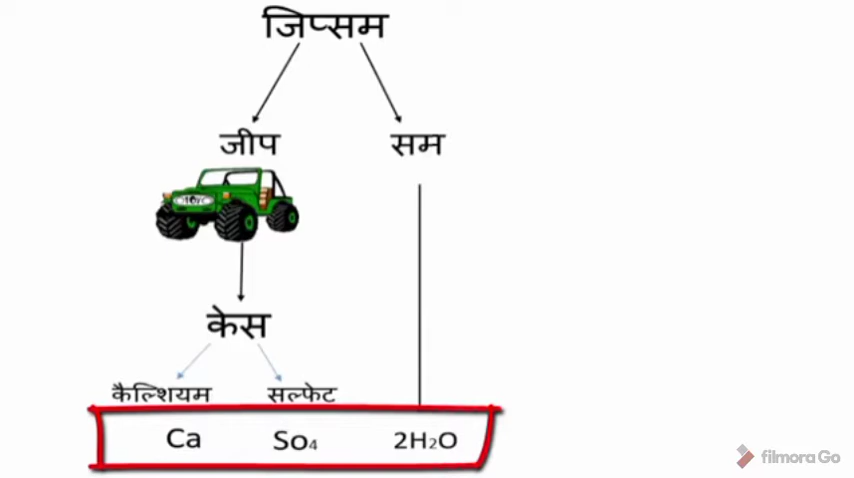 जिप्सम
जीप सम
केस
कैल्शियम सल्फेट
Ca So₄ 2H₂O
filmora Go